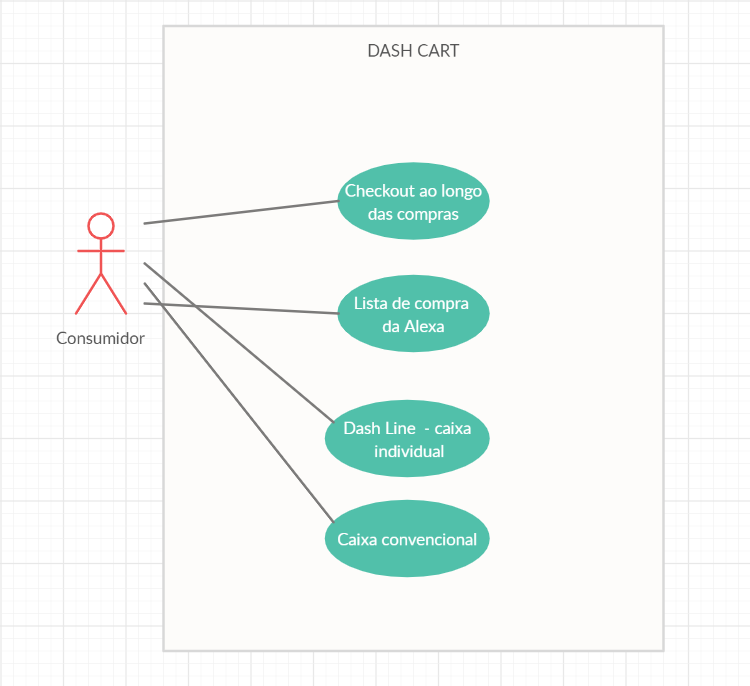 DASH CART
Checkout ao longo
das compras
Lista de compra
da Alexa
Consumidor
Dash Line - caixa
individual
Caixa convencional